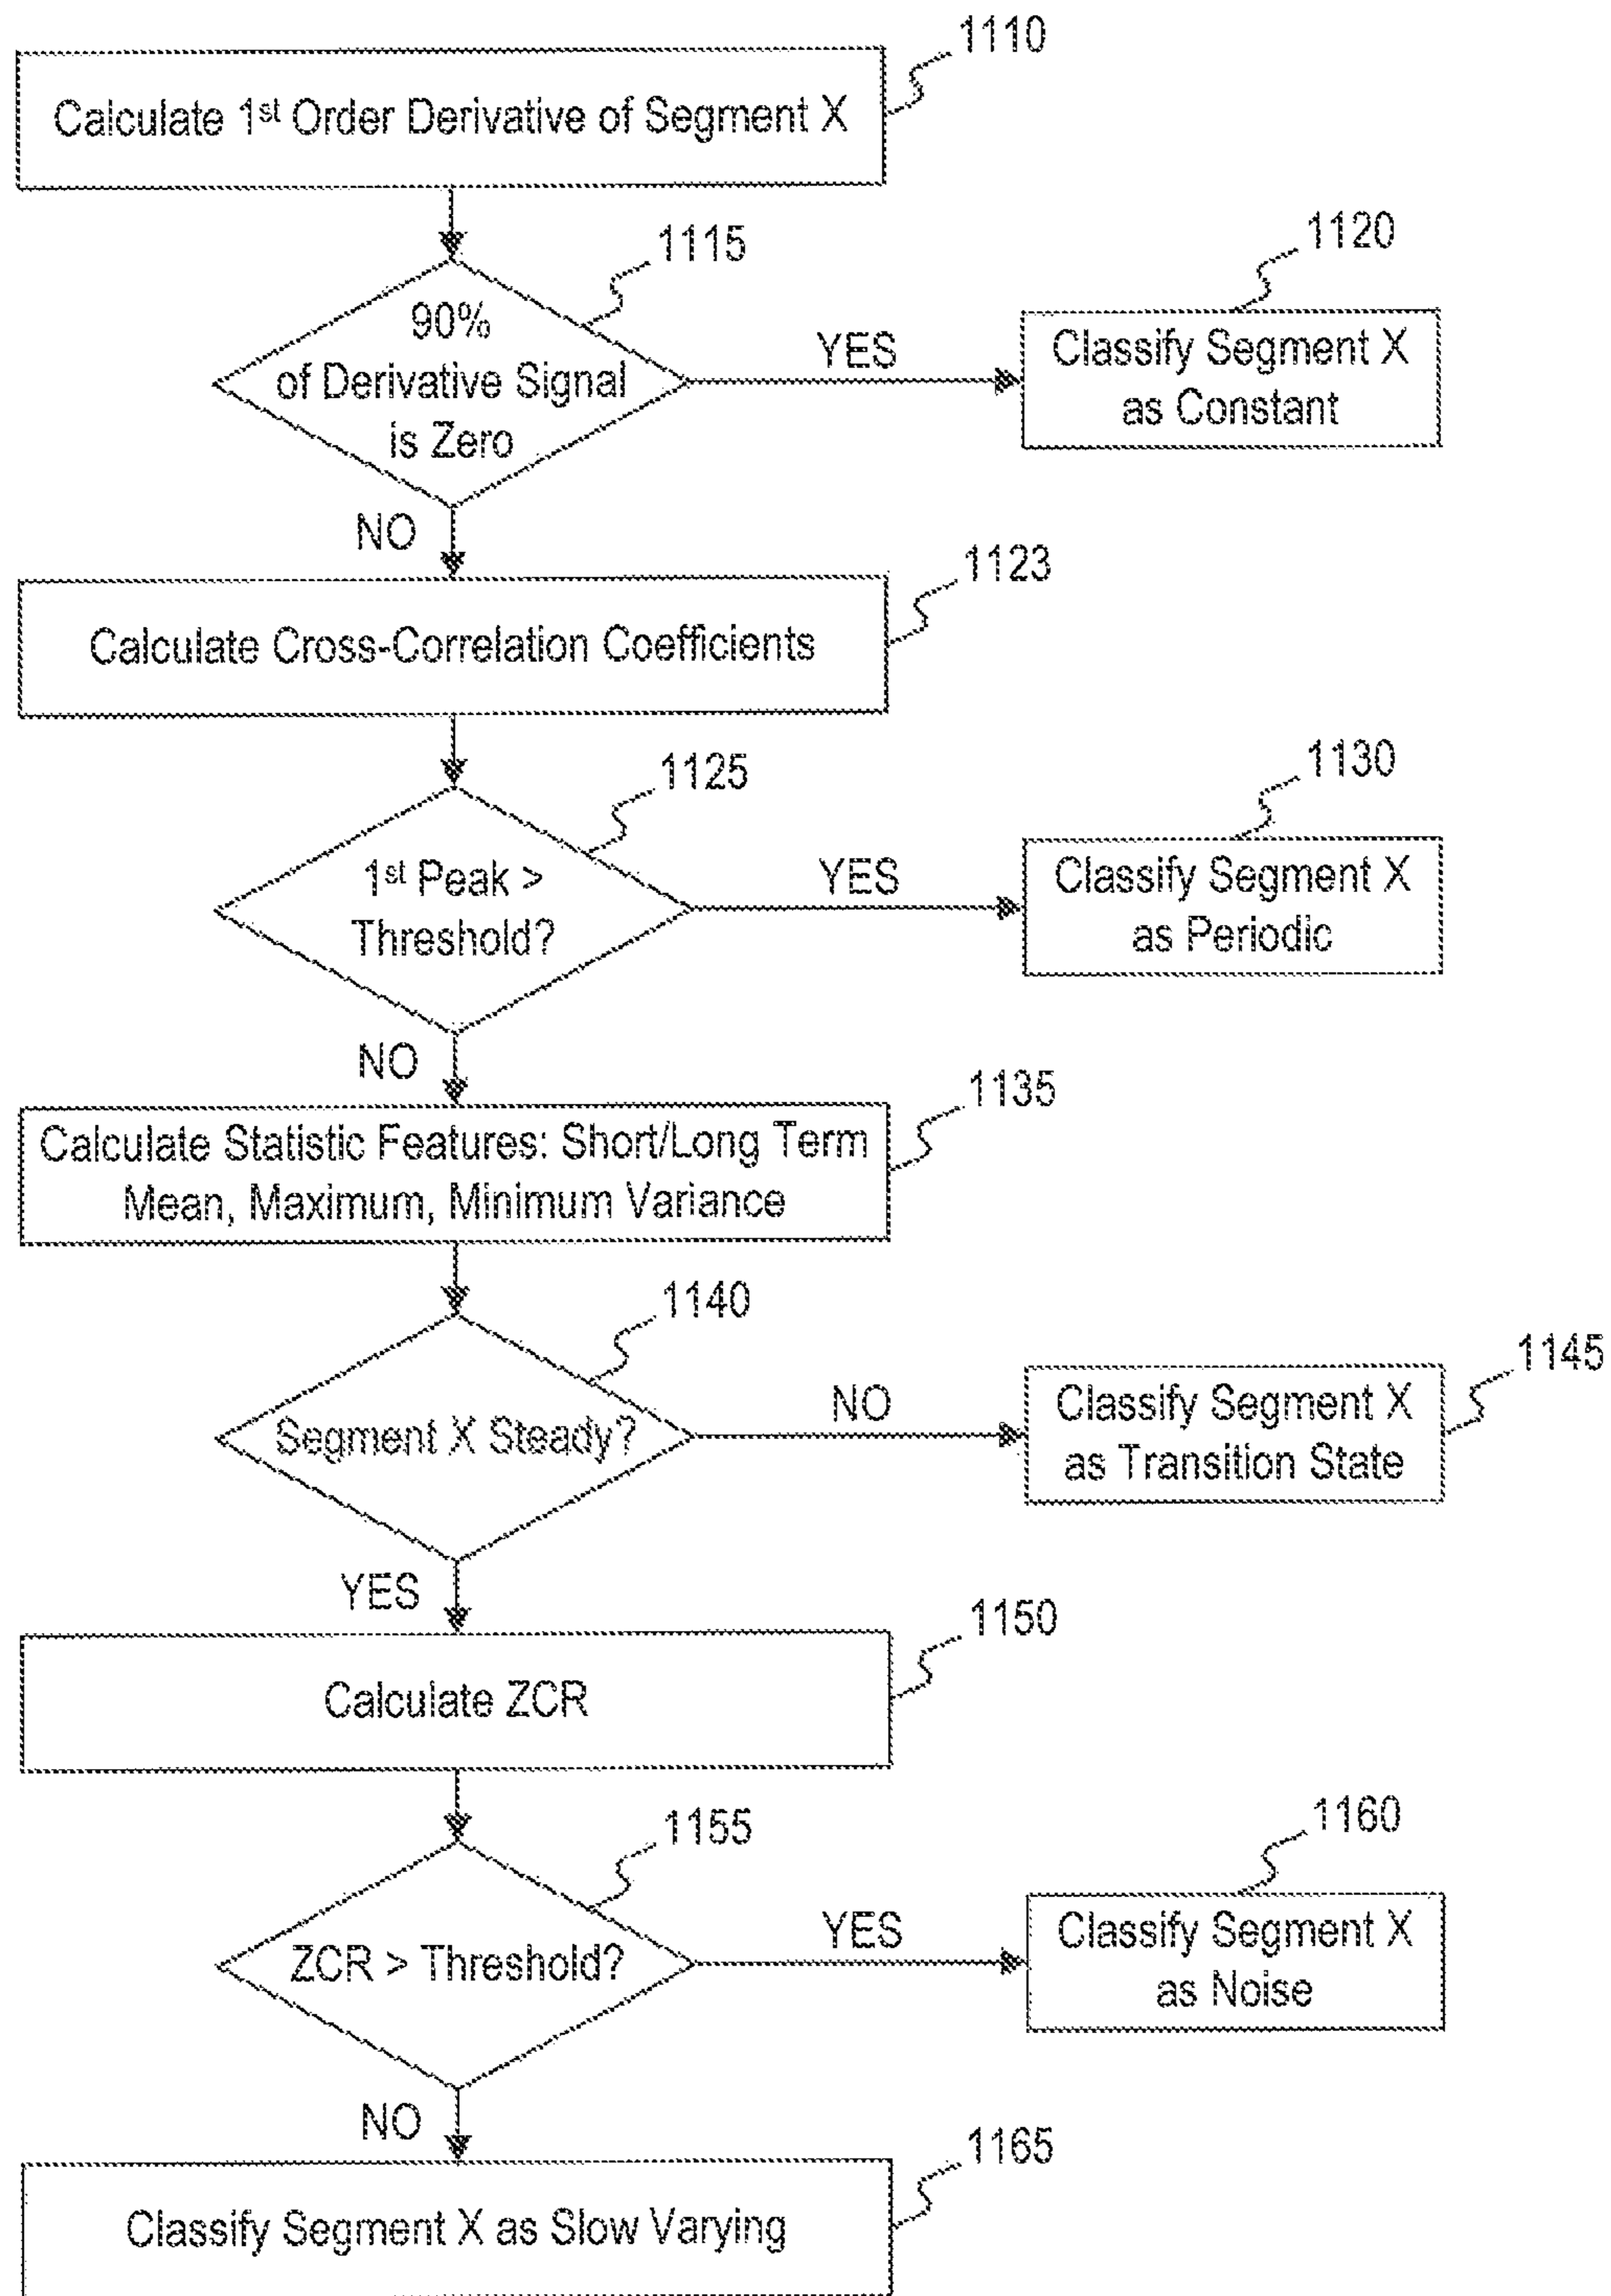 1110
Calculate 1st Order Derivative of Segment X
1115
90%
of Derivative Signal
is Zero
YES
1120
Classify Segment X
as Constant
NO
1123
Calculate Cross-Correlation Coefficients
1125
1st Peak >
Threshold?
YES
1130
Classify Segment X
as Periodic
NO
1135
Calculate Statistic Features: Short/Long Term
Mean, Maximum, Minimum Variance
1140
Segment X Steady?
NO
1145
Classify Segment X
as Transition State
YES
1150
Calculate ZCR
1155
ZCR > Threshold?
YES
1160
Classify Segment X
as Noise
NO
1165
Classify Segment X as Slow Varying